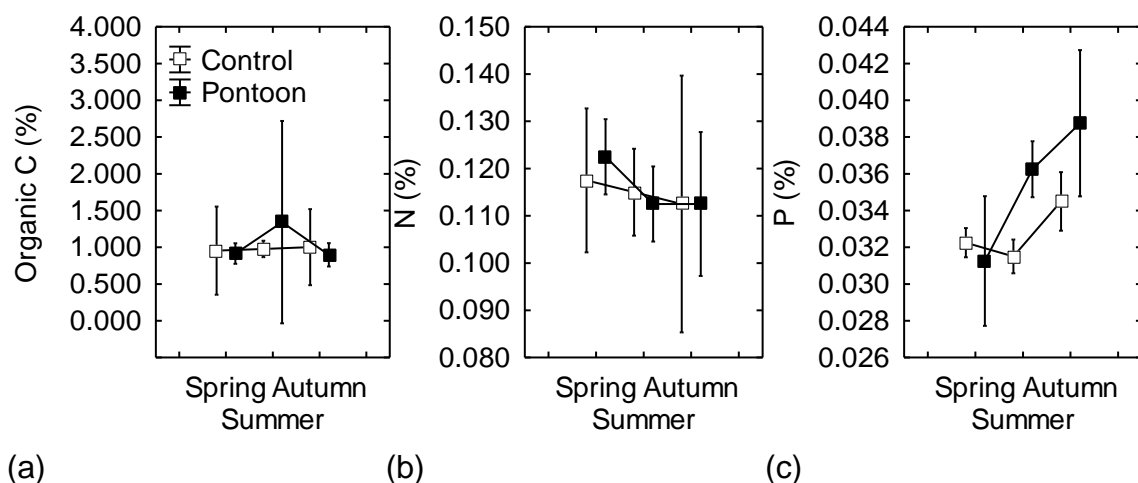 Organic C (%)
4.000
3.500
3.000
2.500
2.000
1.500
1.000
0.500
0.000
Control
Pontoon
Spring Autumn
Summer
(a)
N (%)
0.150
0.140
0.130
0.120
0.110
0.100
0.090
0.080
Spring Autumn
Summer
(b)
P (%)
0.044
0.042
0.040
0.038
0.036
0.034
0.032
0.030
0.028
0.026
Spring Autumn
Summer
(c)